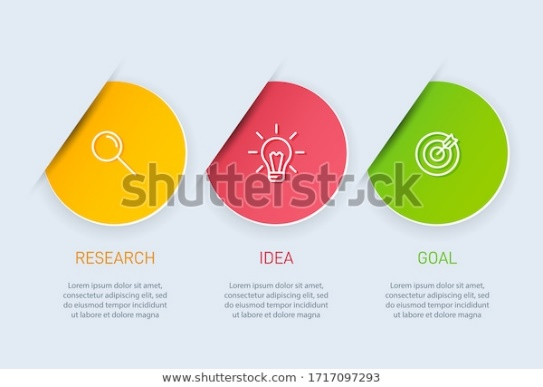 shutterstock
RESEARCH
IDEA
GOAL
Lorem ipsum dolor sit amet,
consectetur adipiscing elit, sed
do eiusmod tempor incididunt
ut labore et dolore magna
Lorem ipsum dolor sit amet,
consectetur adipiscing elit, sed
do eiusmod tempor incididunt
ut labore et dolore magna
Lorem ipsum dolor sit amet,
consectetur adipiscing elit, sed
do eiusmod tempor incididunt
ut labore et dolore magna
www.shutterstock.com · 1717097293